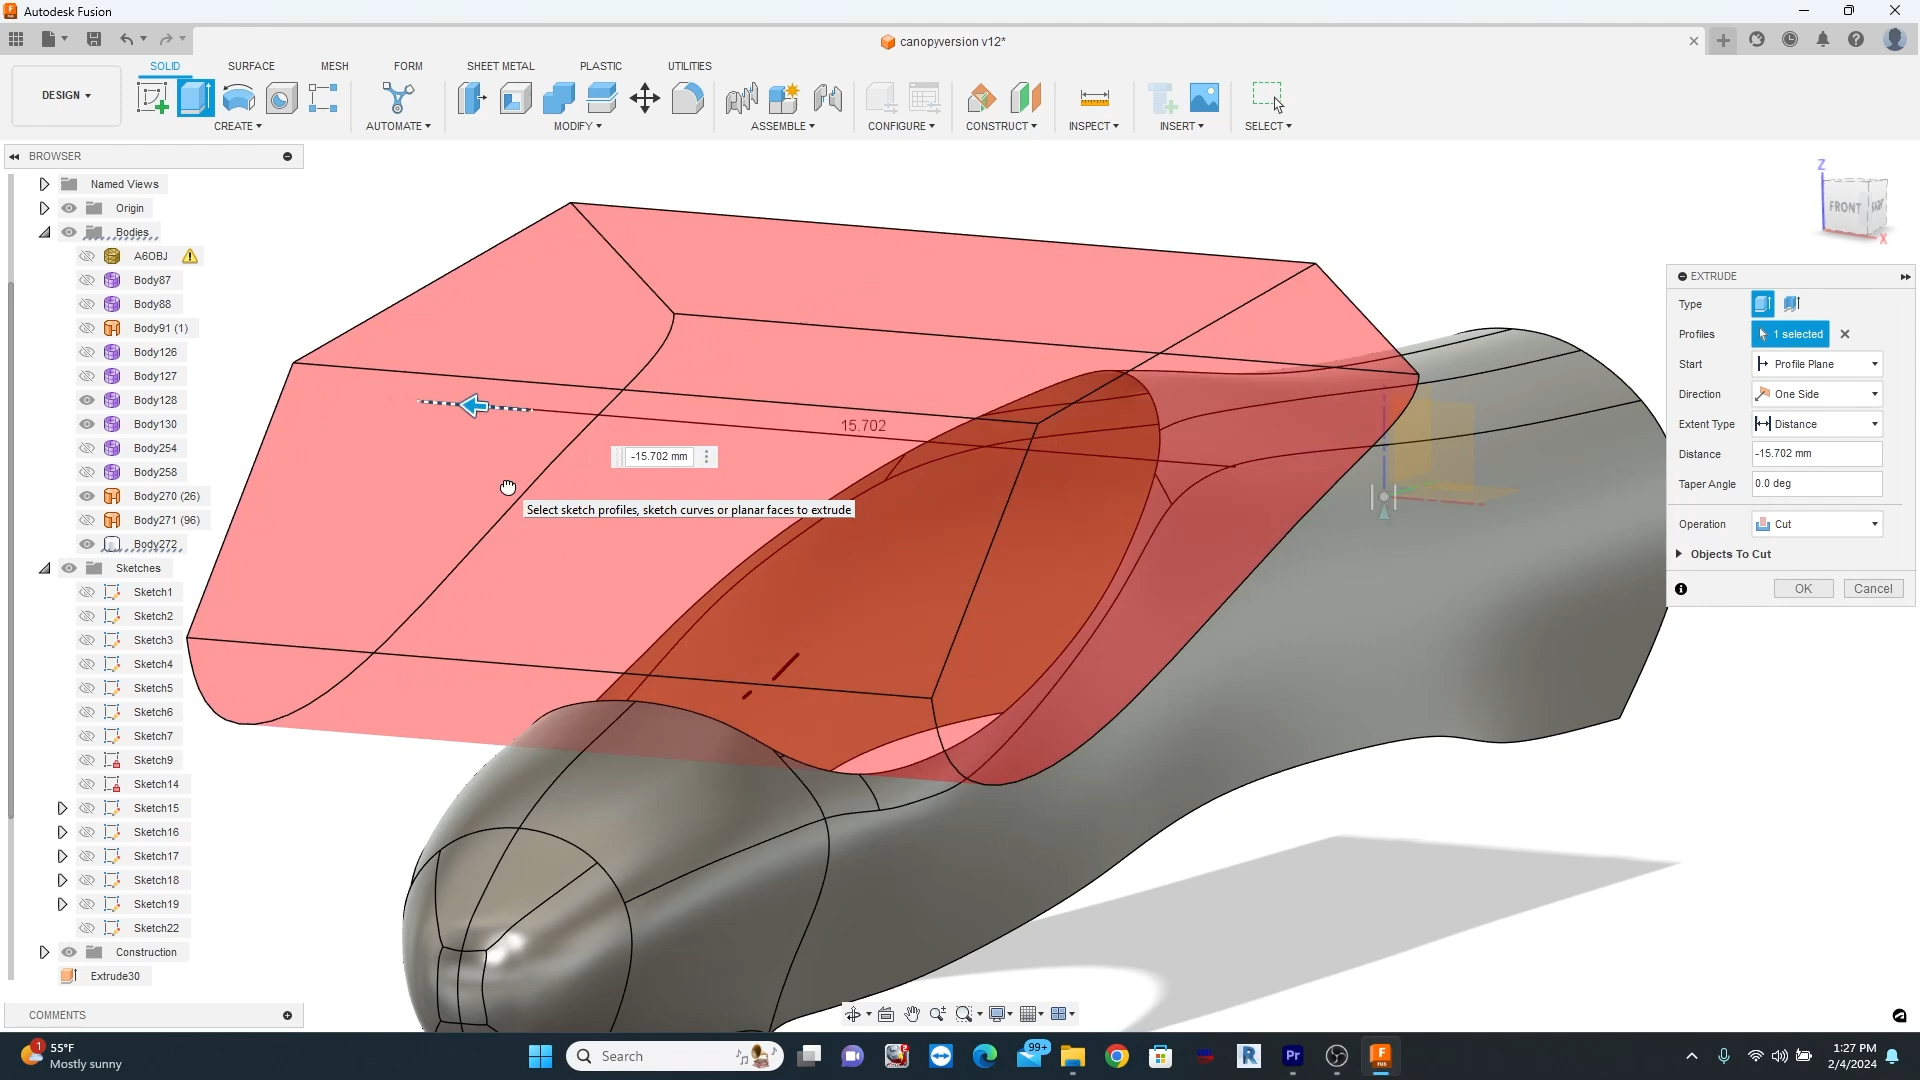 Autodesk Fusion
canopyversion v12*
SOLID SURFACE MESH FORM SHEET METAL PLASTIC UTILITIES
DESIGN
CREATE AUTOMATE MODIFY ASSEMBLE CONFIGURE CONSTRUCT INSPECT INSERT SELECT
BROWSER
Named Views
Origin
Bodies
A6OBJ
Body87
Body88
Body91 (1)
Body126
Body127
Body128
Body130
Body254
Body258
Body270 (26)
Body271 (96)
Body272
Sketches
Sketch1
Sketch2
Sketch3
Sketch4
Sketch5
Sketch6
Sketch7
Sketch9
Sketch14
Sketch15
Sketch16
Sketch17
Sketch18
Sketch19
Sketch22
Construction
Extrude30
COMMENTS
15.702
-15.702 mm
Select sketch profiles, sketch curves or planar faces to extrude
Z
FRONT
X
EXTRUDE
Type
Profiles 1 selected
Start Profile Plane
Direction One Side
Extent Type Distance
Distance -15.702 mm
Taper Angle 0.0 deg
Operation Cut
Objects To Cut
OK Cancel
1
55°F
Mostly sunny
Search
99+
R
Pr
F
FUS
1:27 PM
2/4/2024